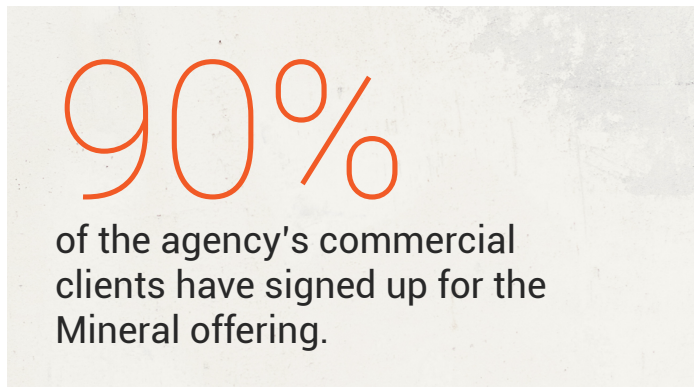 90%
of the agency's commercial
clients have signed up for the
Mineral offering.